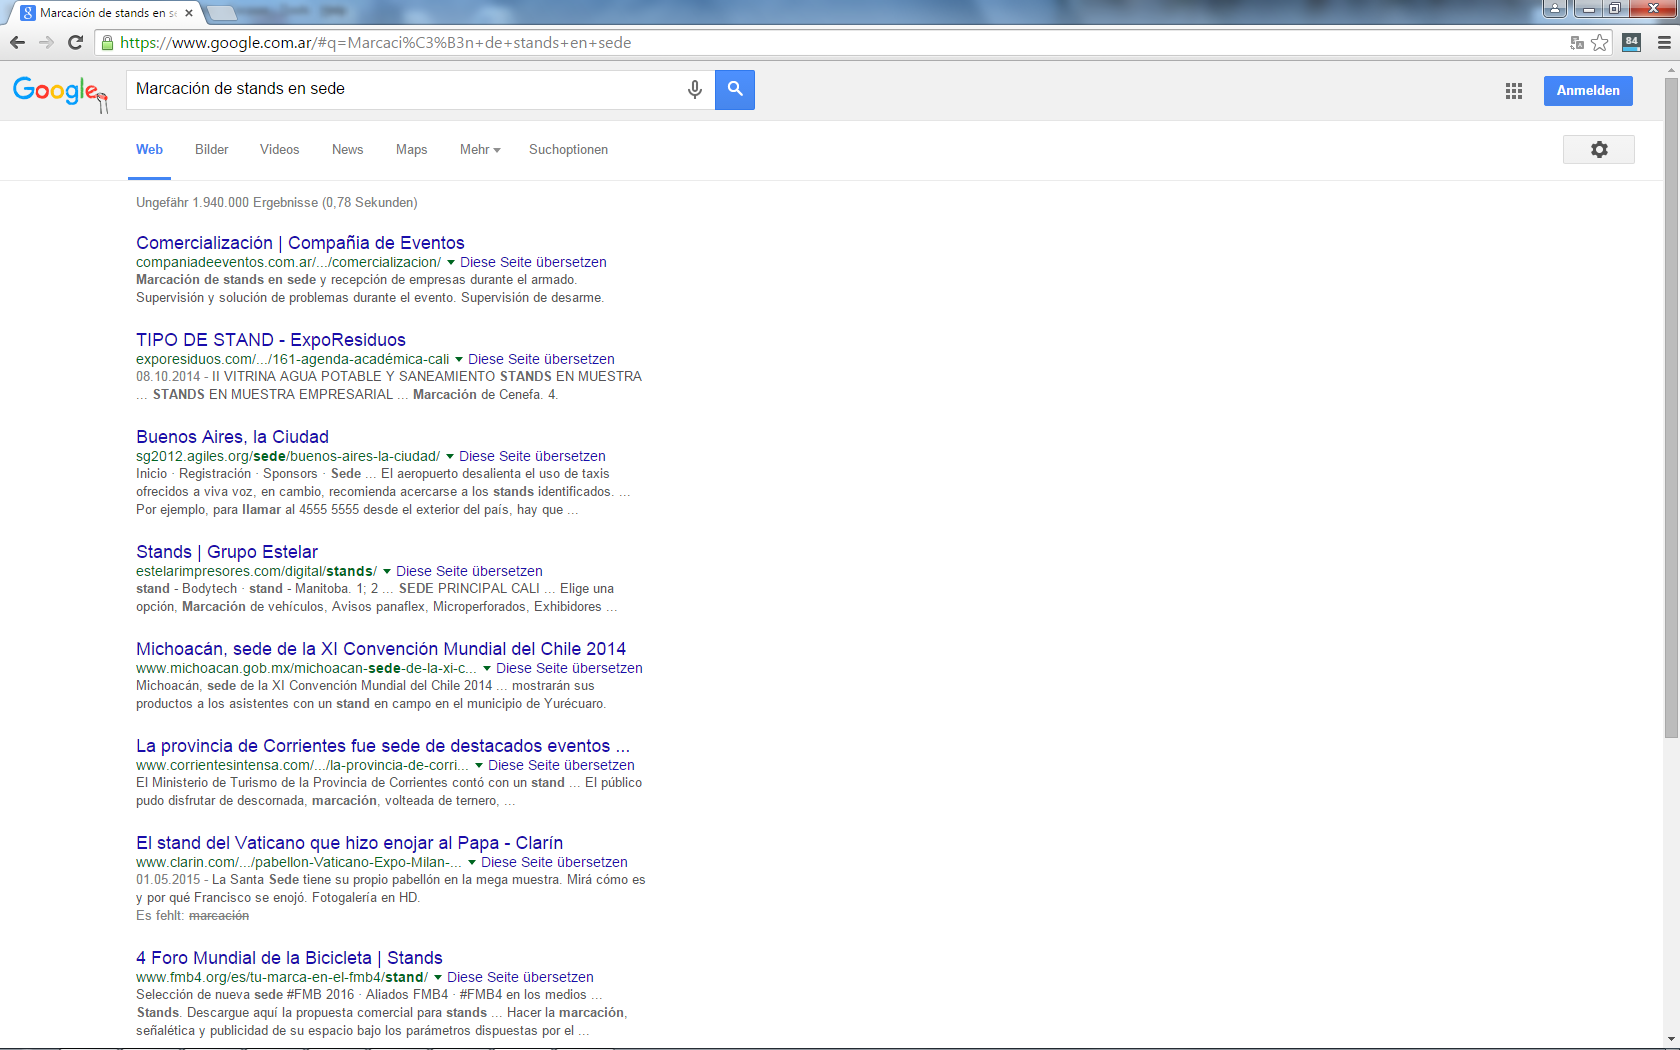 Marcación de stands en se
https://www.google.com.ar/#q=Marcaci%C3%B3n+de+stands+en+sede
84
Google
Marcación de stands en sede
Anmelden
Web Bilder Videos News Maps Mehr Suchoptionen
Ungefähr 1.940.000 Ergebnisse (0,78 Sekunden)
Comercialización | Compañia de Eventos
companiadeeventos.com.ar/.../comercializacion/ Diese Seite übersetzen
Marcación de stands en sede y recepción de empresas durante el armado.
Supervisión y solución de problemas durante el evento. Supervisión de desarme.
TIPO DE STAND - ExpoResiduos
exporesiduos.com/.../161-agenda-académica-cali Diese Seite übersetzen
08.10.2014 - II VITRINA AGUA POTABLE Y SANEAMIENTO STANDS EN MUESTRA
... STANDS EN MUESTRA EMPRESARIAL ... Marcación de Cenefa. 4.
Buenos Aires, la Ciudad
sg2012.agiles.org/sede/buenos-aires-la-ciudad/ Diese Seite übersetzen
Inicio · Registración · Sponsors · Sede ... El aeropuerto desalienta el uso de taxis
ofrecidos a viva voz, en cambio, recomienda acercarse a los stands identificados. ...
Por ejemplo, para llamar al 4555 5555 desde el exterior del país, hay que ...
Stands | Grupo Estelar
estelarimpresores.com/digital/stands/ Diese Seite übersetzen
stand - Bodytech · stand - Manitoba. 1; 2 ... SEDE PRINCIPAL CALI ... Elige una
opción, Marcación de vehículos, Avisos panaflex, Microperforados, Exhibidores ...
Michoacán, sede de la XI Convención Mundial del Chile 2014
www.michoacan.gob.mx/michoacan-sede-de-la-xi-c... Diese Seite übersetzen
Michoacán, sede de la XI Convención Mundial del Chile 2014 ... mostrarán sus
productos a los asistentes con un stand en campo en el municipio de Yurécuaro.
La provincia de Corrientes fue sede de destacados eventos ...
www.corrientesintensa.com/.../la-provincia-de-corri... Diese Seite übersetzen
El Ministerio de Turismo de la Provincia de Corrientes contó con un stand ... El público
pudo disfrutar de descornada, marcación, volteada de ternero, ...
El stand del Vaticano que hizo enojar al Papa - Clarín
www.clarin.com/.../pabellon-Vaticano-Expo-Milan-... Diese Seite übersetzen
01.05.2015 - La Santa Sede tiene su propio pabellón en la mega muestra. Mirá cómo es
y por qué Francisco se enojó. Fotogalería en HD.
Es fehlt: marcación
4 Foro Mundial de la Bicicleta | Stands
www.fmb4.org/es/tu-marca-en-el-fmb4/stand/ Diese Seite übersetzen
Selección de nueva sede #FMB 2016 · Aliados FMB4 · #FMB4 en los medios ...
Stands. Descargue aquí la propuesta comercial para stands ... Hacer la marcación,
señalética y publicidad de su espacio bajo los parámetros dispuestas por el ...